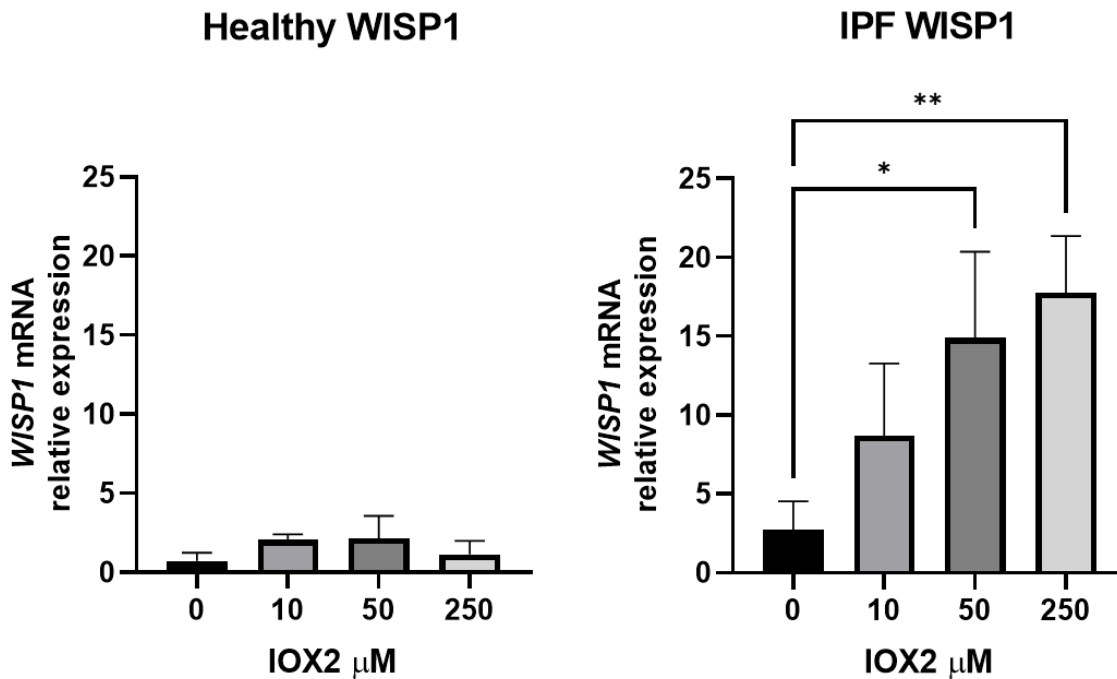 Healthy WISP1
WISP1 mRNA
relative expression
25
20
15
10
5
0
0 10 50 250
IOX2 μM
IPF WISP1
**
*
WISP1 mRNA
relative expression
25
20
15
10
5
0
0 10 50 250
IOX2 μM